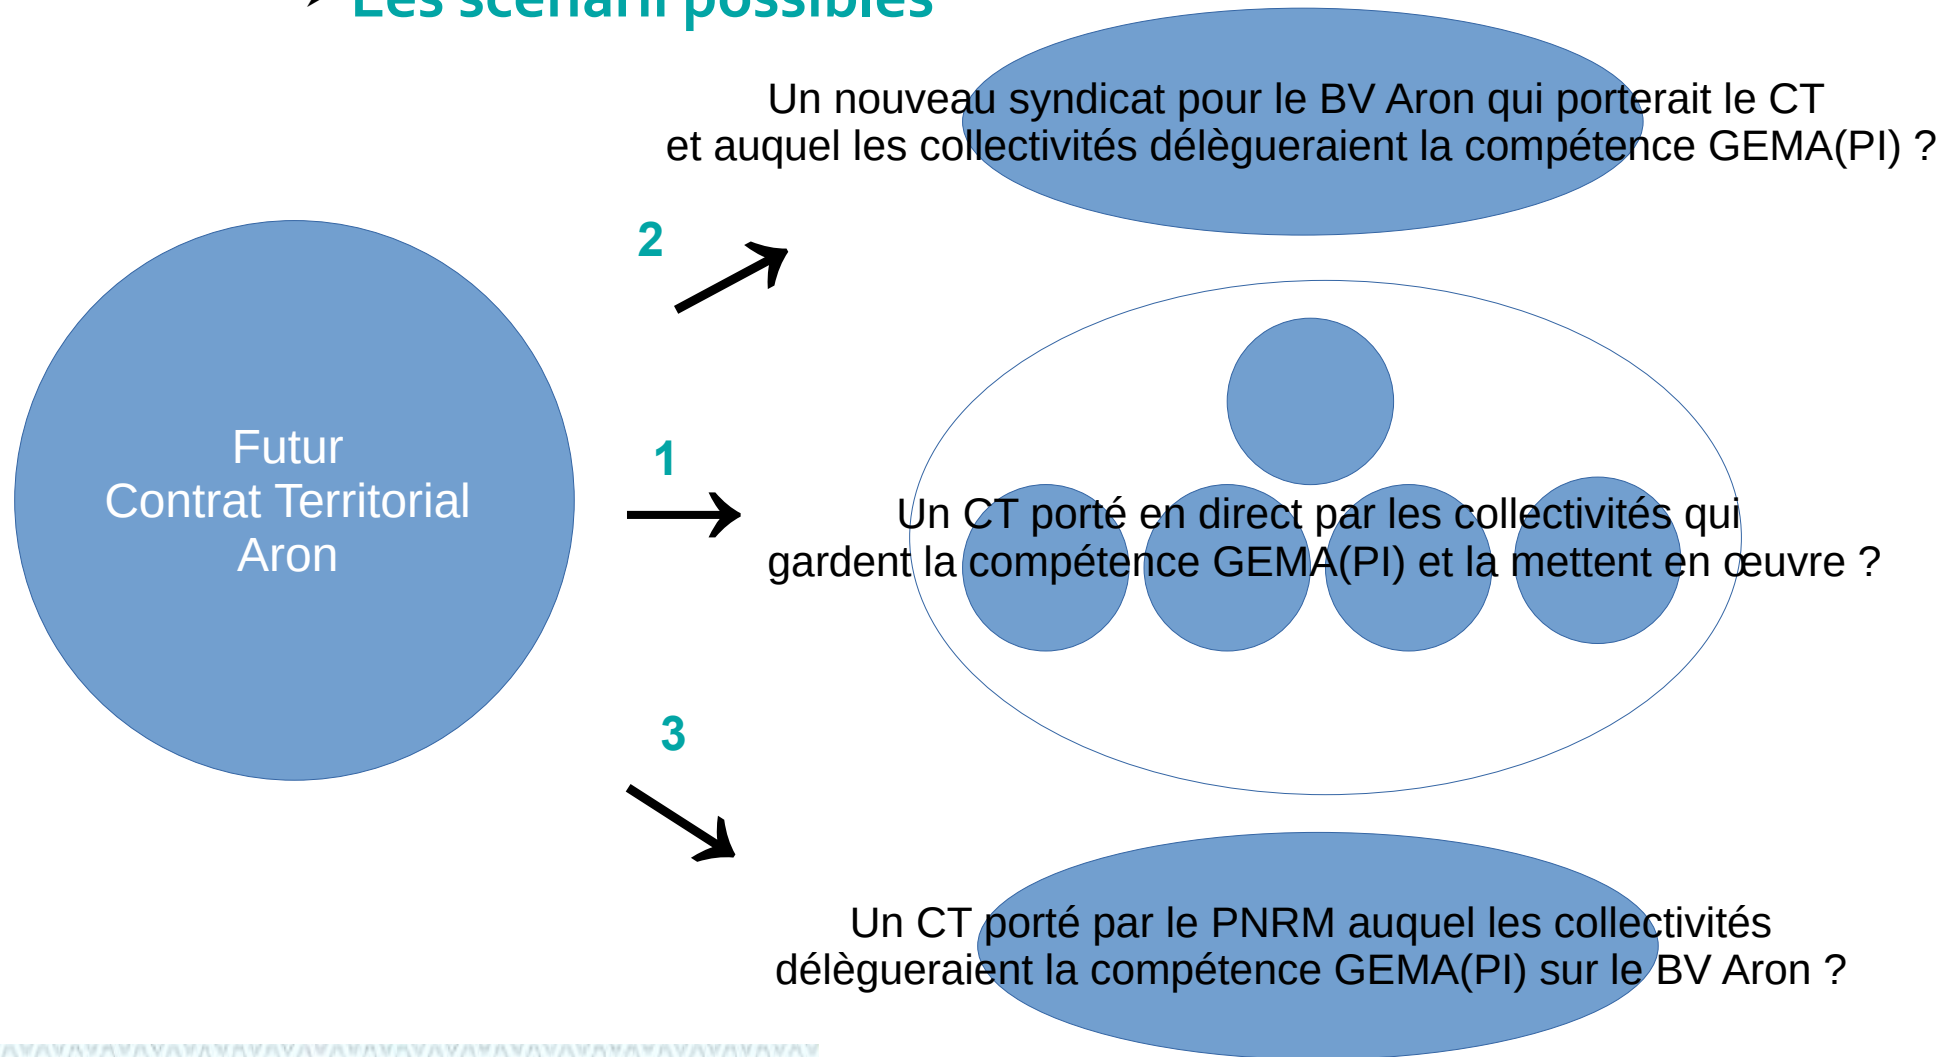 Les scénarii possibles
Un nouveau syndicat pour le BV Aron qui porterait le CT
et auquel les collectivités délègueraient la compétence GEMA(PI) ?
2
Futur
Contrat Territorial
Aron
1
Un CT porté en direct par les collectivités qui
gardent la compétence GEMA(PI) et la mettent en œuvre ?
3
Un CT porté par le PNRM auquel les collectivités
délègueraient la compétence GEMA(PI) sur le BV Aron ?